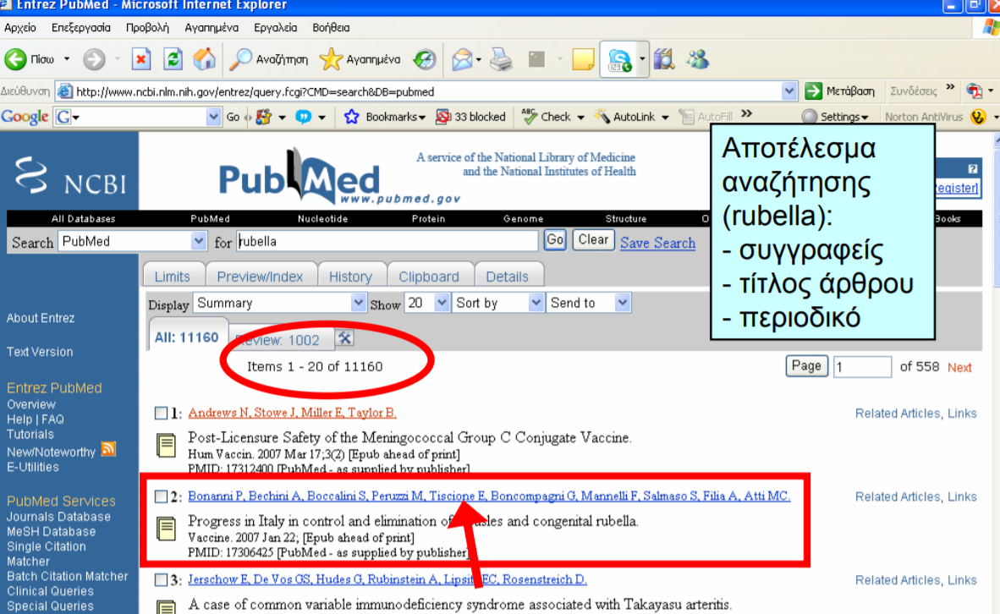 Entrez PubMed - Microsoft Internet Explorer
Αρχείο Επεξεργασία Προβολή Αγαπημένα Εργαλεία Βοήθεια
Πίσω Αναζήτηση Αγαπημένα
Διεύθυνση http://www.ncbi.nlm.nih.gov/entrez/query.fcgi?CMD=search&DB=pubmed Μετάβαση Συνδέσεις »
Google G Go Bookmarks 33 blocked ABC Check AutoLink AutoFill » Settings Norton AntiVirus
Αποτέλεσμα
αναζήτησης
(rubella):
- συγγραφείς
- τίτλος άρθρου
- περιοδικό
NCBI
PubMed
www.pubmed.gov
A service of the National Library of Medicine
and the National Institutes of Health
?
All Databases PubMed Nucleotide Protein Genome Structure O Books
Search PubMed for rubella Go Clear Save Search
Limits Preview/Index History Clipboard Details
Display Summary Show 20 Sort by Send to
All: 11160 Review: 1002
Items 1 - 20 of 11160
Page 1 of 558 Next
About Entrez
Text Version
Entrez PubMed
Overview
Help | FAQ
Tutorials
New/Noteworthy
E-Utilities
PubMed Services
Journals Database
MeSH Database
Single Citation
Matcher
Batch Citation Matcher
Clinical Queries
Special Queries
1: Andrews N, Stowe J, Miller E, Taylor B. Related Articles, Links
Post-Licensure Safety of the Meningococcal Group C Conjugate Vaccine.
Hum Vaccin. 2007 Mar 17;3(2) [Epub ahead of print]
PMID: 17312400 [PubMed - as supplied by publisher]
2: Bonanni P, Bechini A, Boccalini S, Peruzzi M, Tiscione E, Boncompagni G, Mannelli F, Salmaso S, Filia A, Atti MC. Related Articles, Links
Progress in Italy in control and elimination of measles and congenital rubella.
Vaccine. 2007 Jan 22; [Epub ahead of print]
PMID: 17306425 [PubMed - as supplied by publisher]
3: Jerschow E, De Vos GS, Hudes G, Rubinstein A, Lipsitz EC, Rosenstreich D. Related Articles, Links
A case of common variable immunodeficiency syndrome associated with Takayasu arteritis.